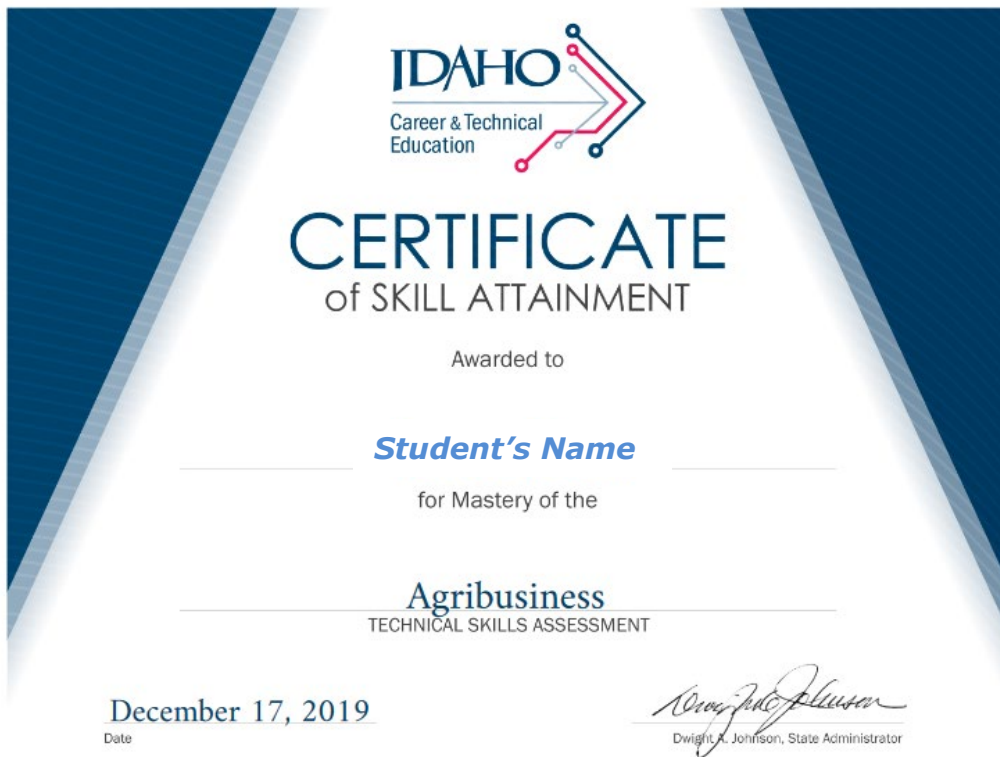 IDAHO
Career & Technical
Education
CERTIFICATE
of SKILL ATTAINMENT
Awarded to
Student’s Name
for Mastery of the
Agribusiness
TECHNICAL SKILLS ASSESSMENT
December 17, 2019
Date
Dwight A. Johnson, State Administrator